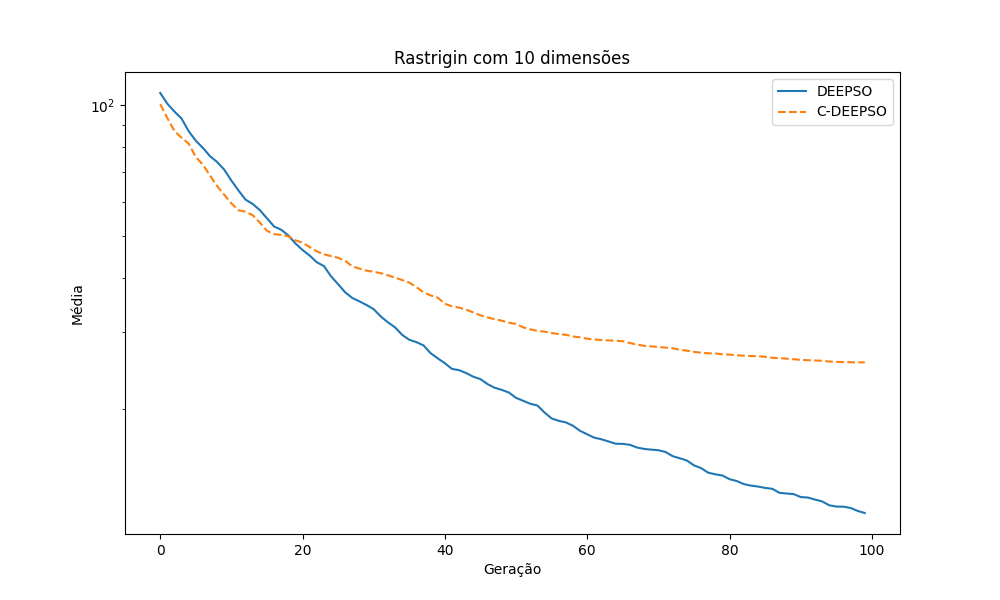 Rastrigin com 10 dimensões
DEEPSO
C-DEEPSO
10²
Média
0 20 40 60 80 100
Geração